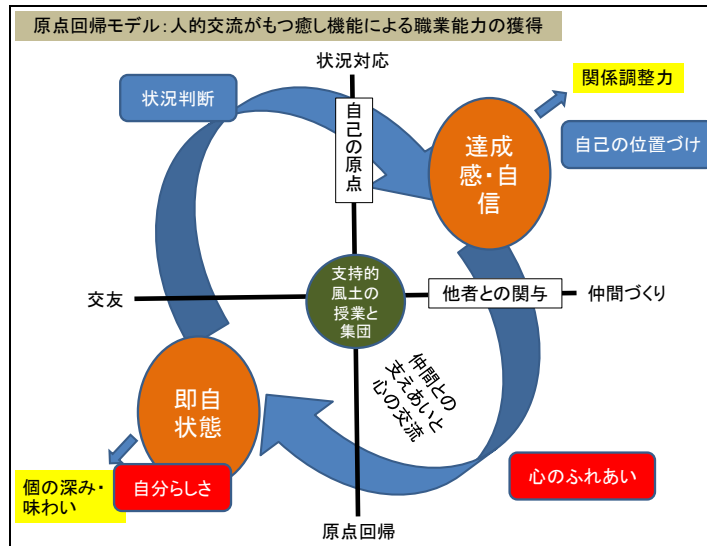 原点回帰モデル：人的交流がもつ癒し機能による職業能力の獲得
状況対応
状況判断
関係調整力
自己の原点
達成
感・自
信
自己の位置づけ
支持的
風土の
授業と
集団
交友
他者との関与
仲間づくり
仲間との
支えあいと
心の交流
即自
状態
個の深み・
味わい
自分らしさ
心のふれあい
原点回帰